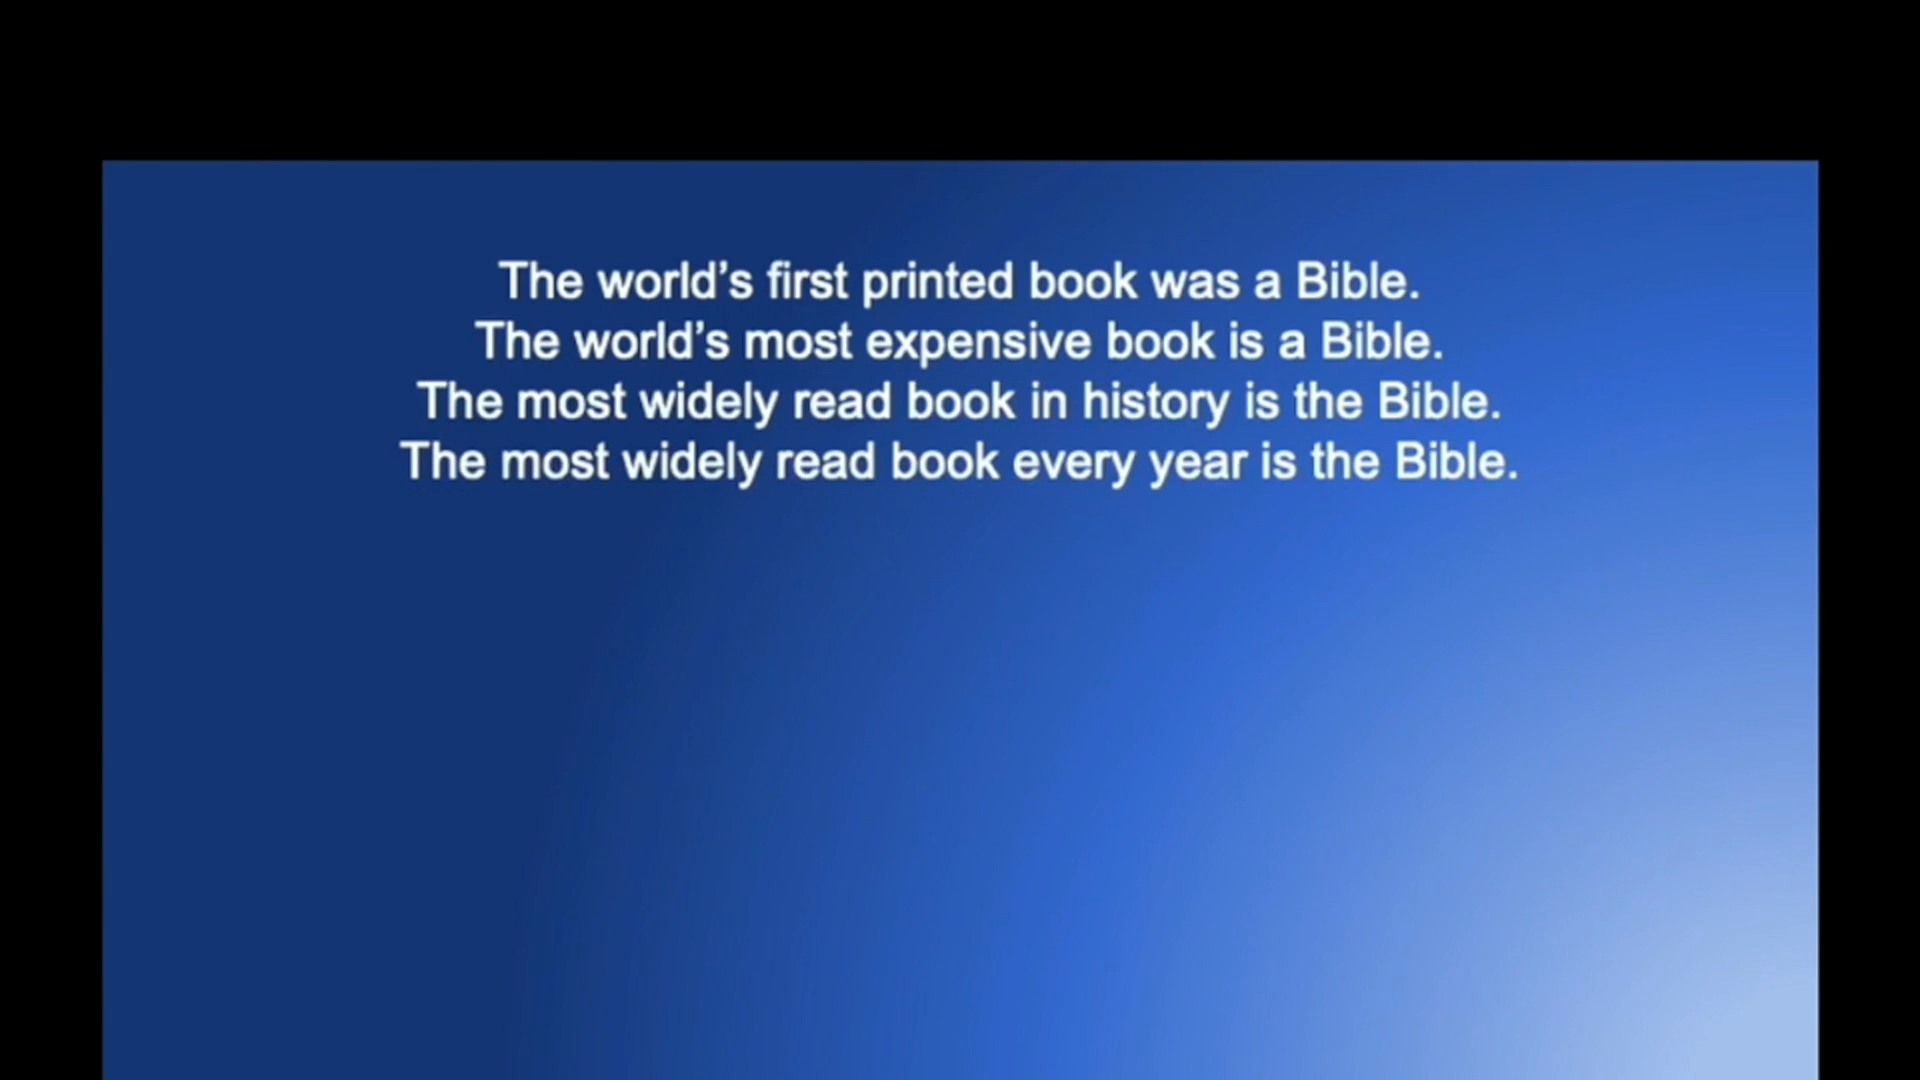 The world’s first printed book was a Bible.
The world’s most expensive book is a Bible.
The most widely read book in history is the Bible.
The most widely read book every year is the Bible.